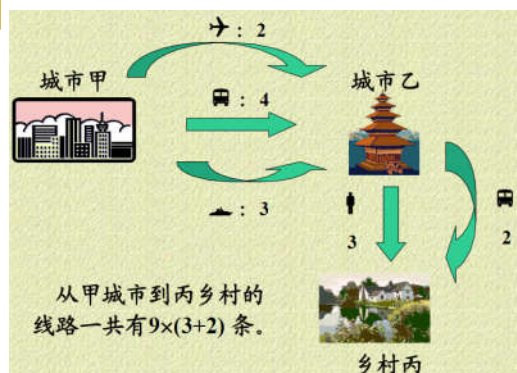 : 2
城市甲
城市乙
: 4
: 3
3
2
从甲城市到丙乡村的
线路一共有9×(3+2) 条。
乡村丙